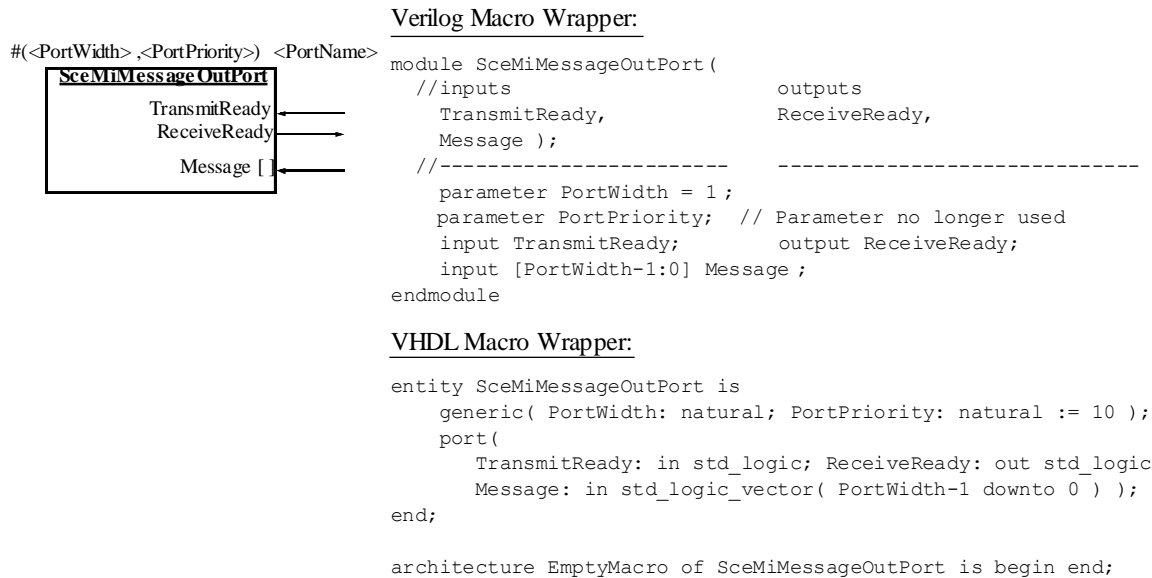 #(<PortWidth> ,<PortPriority>) <PortName>
SceMiMessageOutPort
TransmitReady
ReceiveReady
Message [ ]
Verilog Macro Wrapper:
module SceMiMessageOutPort(
//inputs outputs
TransmitReady, ReceiveReady,
Message );
//------------------------ ------------------------------
parameter PortWidth = 1 ;
parameter PortPriority; // Parameter no longer used
input TransmitReady; output ReceiveReady;
input [PortWidth-1:0] Message ;
endmodule
VHDL Macro Wrapper:
entity SceMiMessageOutPort is
generic( PortWidth: natural; PortPriority: natural := 10 );
port(
TransmitReady: in std_logic; ReceiveReady: out std_logic
Message: in std_logic_vector( PortWidth-1 downto 0 ) );
end;
architecture EmptyMacro of SceMiMessageOutPort is begin end;